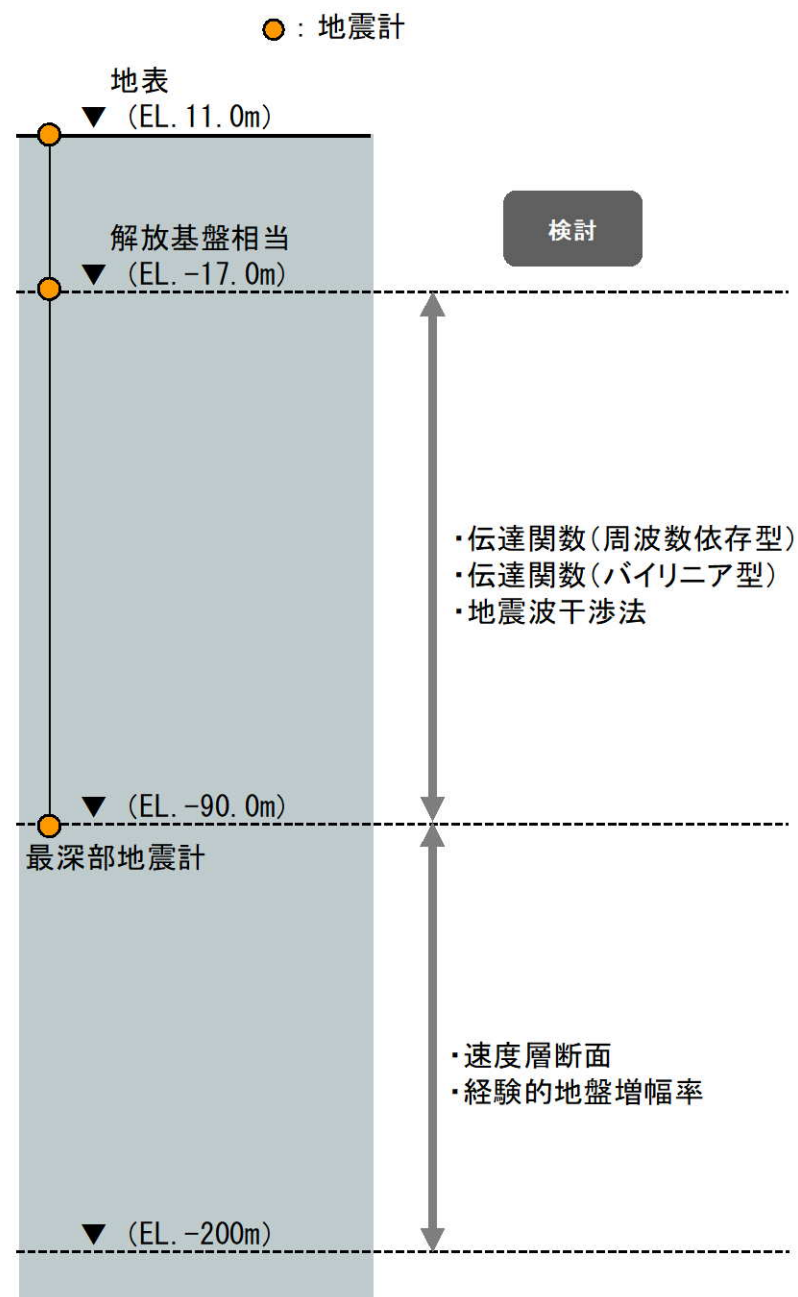 ：地震計
地表
▼ (EL.11.0m)
解放基盤相当
▼ (EL.-17.0m)
検討
・伝達関数(周波数依存型)
・伝達関数(バイリニア型)
・地震波干渉法
▼ (EL.-90.0m)
最深部地震計
・速度層断面
・経験的地盤増幅率
▼ (EL.-200m)